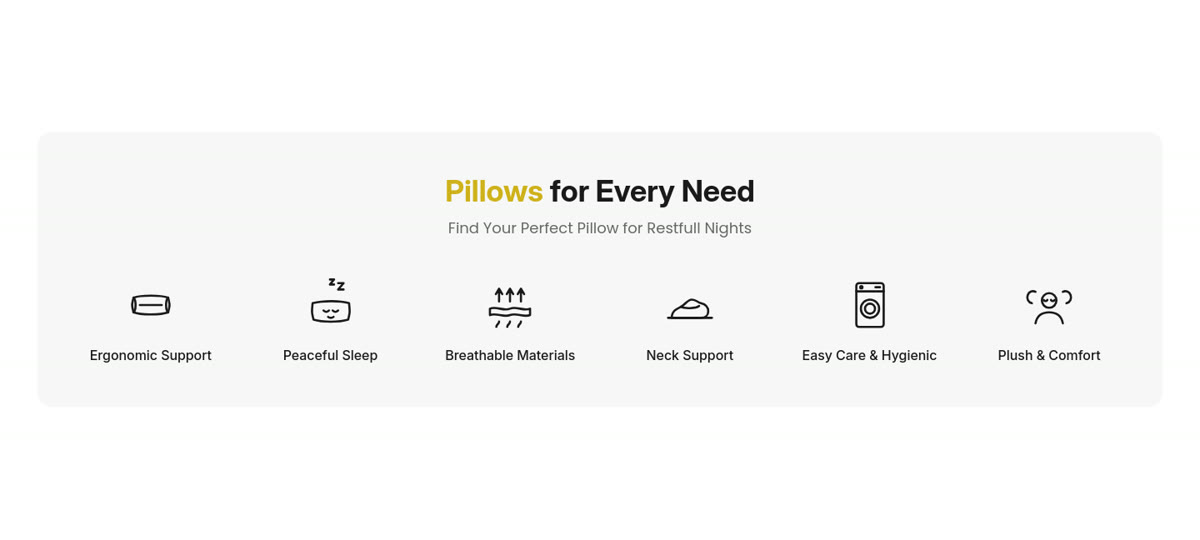 Pillows for Every Need
Find Your Perfect Pillow for Restfull Nights
z z
Ergonomic Support
Peaceful Sleep
Breathable Materials
Neck Support
Easy Care & Hygienic
Plush & Comfort